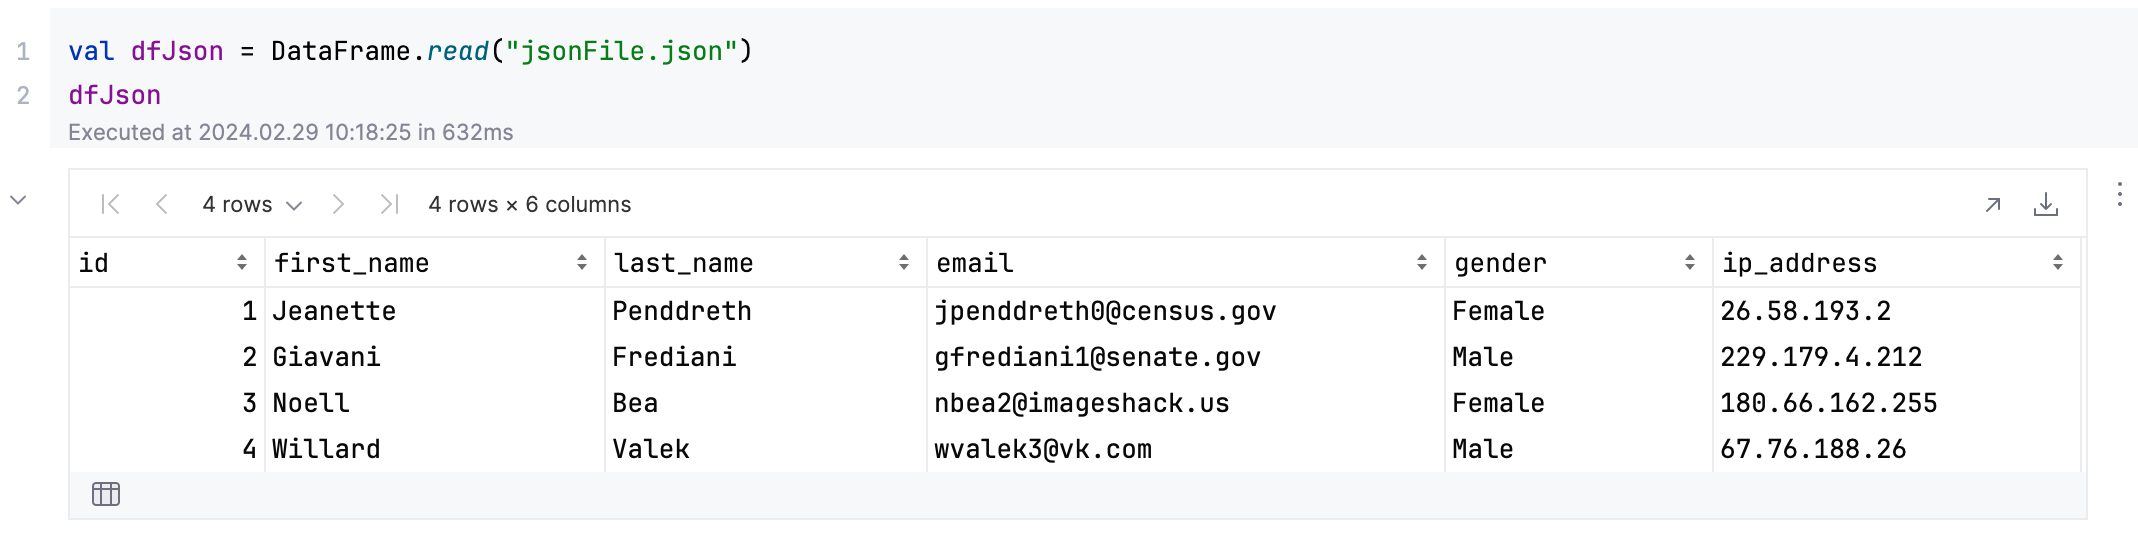 1 val dfJson = DataFrame.read("jsonFile.json")
2 dfJson
Executed at 2024.02.29 10:18:25 in 632ms
4 rows 4 rows × 6 columns
id first_name last_name email gender ip_address
1 Jeanette Penddreth jpenddreth0@census.gov Female 26.58.193.2
2 Giavani Frediani gfrediani1@senate.gov Male 229.179.4.212
3 Noell Bea nbea2@imageshack.us Female 180.66.162.255
4 Willard Valek wvalek3@vk.com Male 67.76.188.26